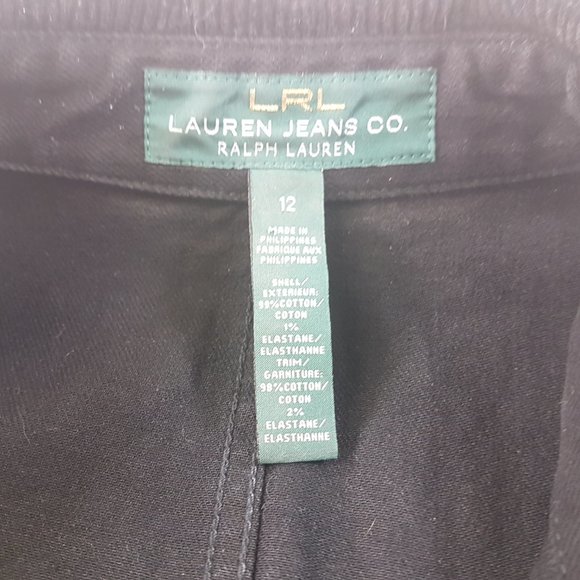 LRL
LAUREN JEANS CO.
RALPH LAUREN
12
MADE IN
PHILIPPINES
FABRIQUE AUX
PHILIPPINES
SHELL/
EXTERIEUR:
99%COTTON/
COTON
1%
ELASTANE/
ELASTHANNE
TRIM/
GARNITURE:
98%COTTON/
COTON
2%
ELASTANE/
ELASTHANNE